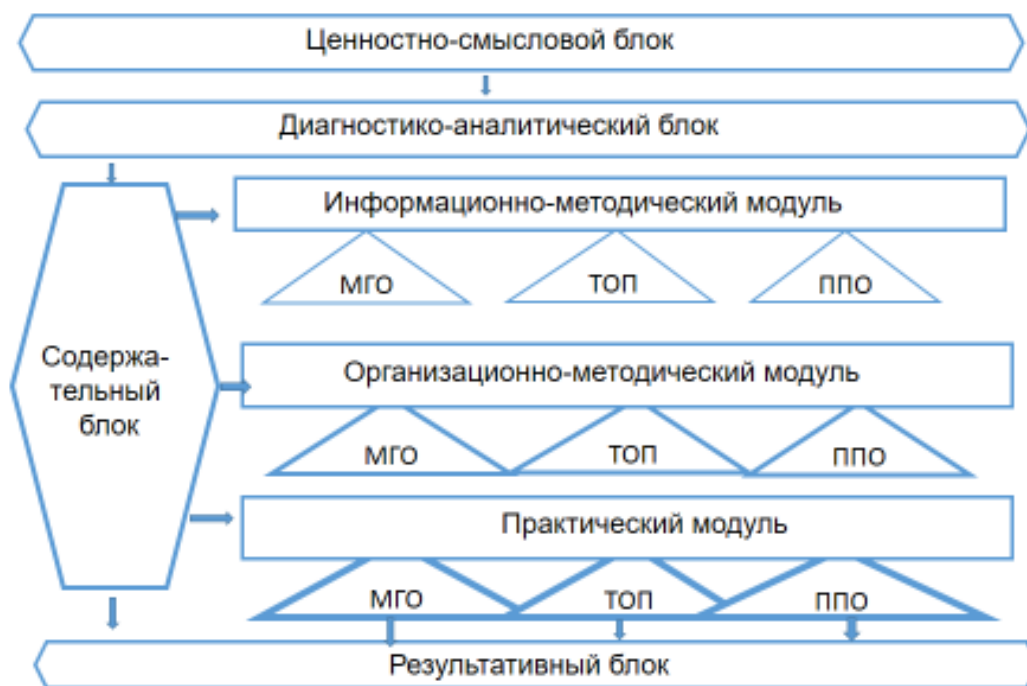 Ценностно-смысловой блок
Диагностико-аналитический блок
Информационно-методический модуль
МГО
ТОП
ППО
Содержа-
тельный
блок
Организационно-методический модуль
МГО
ТОП
ППО
Практический модуль
МГО
ТОП
ППО
Результативный блок